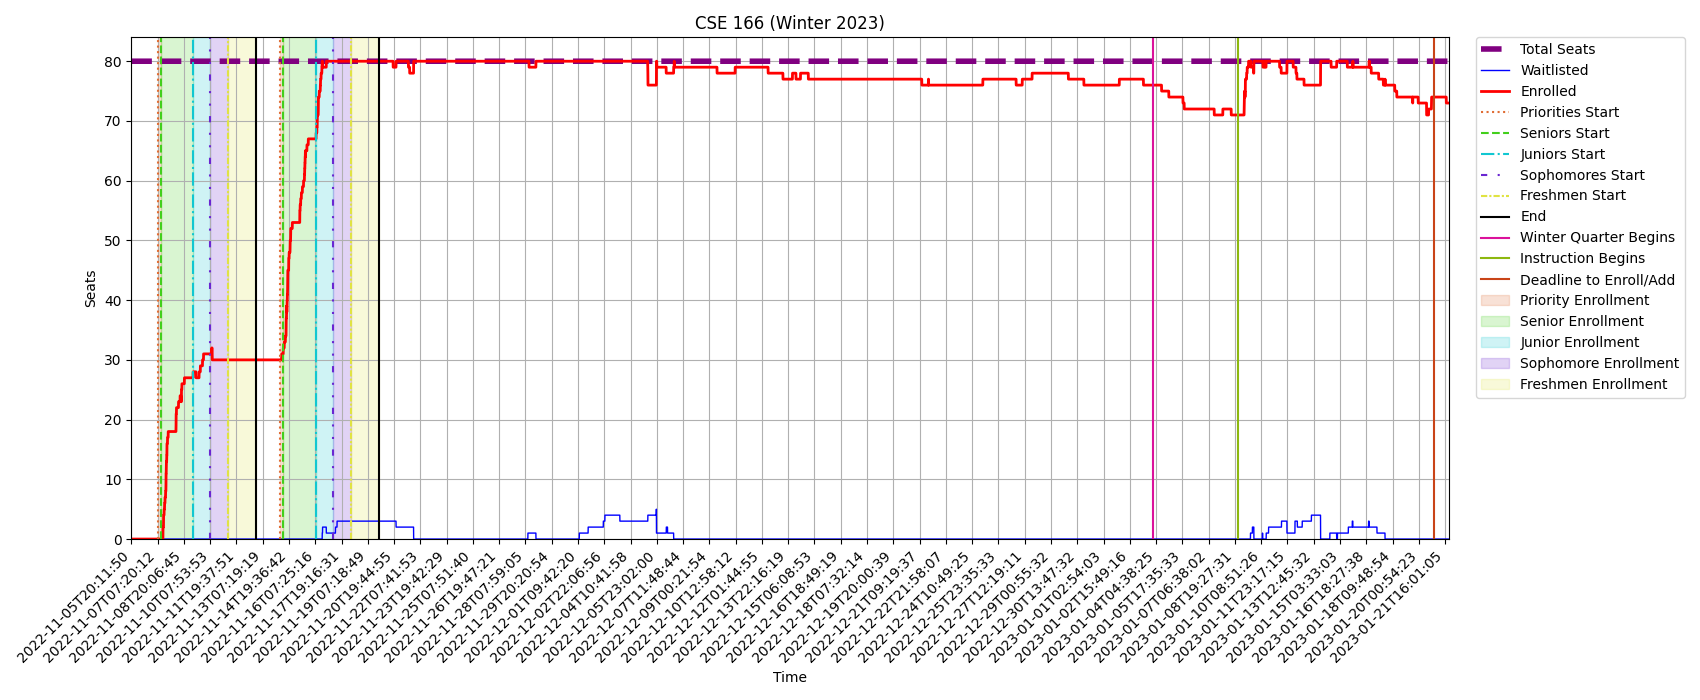 CSE 166 (Winter 2023)
Seats
80
70
60
50
40
30
20
10
0
2022-11-05T20:11:50
2022-11-07T07:20:12
2022-11-08T20:06:45
2022-11-10T07:53:53
2022-11-11T19:37:51
2022-11-13T07:19:19
2022-11-14T19:36:42
2022-11-16T07:25:16
2022-11-17T19:16:31
2022-11-19T07:18:49
2022-11-20T19:44:55
2022-11-22T07:41:53
2022-11-23T19:42:29
2022-11-25T07:51:40
2022-11-26T19:47:21
2022-11-28T07:59:05
2022-11-29T20:20:54
2022-12-01T09:42:20
2022-12-02T22:06:56
2022-12-04T10:41:58
2022-12-05T23:02:00
2022-12-07T11:48:44
2022-12-09T00:21:54
2022-12-10T12:58:12
2022-12-12T01:44:55
2022-12-13T12:16:19
2022-12-15T06:08:53
2022-12-16T18:49:19
2022-12-18T07:32:14
2022-12-19T20:00:39
2022-12-21T09:19:37
2022-12-22T21:58:07
2022-12-24T10:49:25
2022-12-25T23:35:33
2022-12-27T12:19:11
2022-12-29T00:55:32
2022-12-30T13:47:32
2023-01-01T02:54:03
2023-01-02T15:49:16
2023-01-04T04:38:25
2023-01-05T17:35:33
2023-01-07T06:38:02
2023-01-08T19:27:31
2023-01-10T08:51:26
2023-01-11T23:17:15
2023-01-13T12:45:32
2023-01-15T03:33:03
2023-01-16T18:27:38
2023-01-18T09:48:54
2023-01-20T00:54:23
2023-01-21T16:01:05
Time
Total Seats
Waitlisted
Enrolled
Priorities Start
Seniors Start
Juniors Start
Sophomores Start
Freshmen Start
End
Winter Quarter Begins
Instruction Begins
Deadline to Enroll/Add
Priority Enrollment
Senior Enrollment
Junior Enrollment
Sophomore Enrollment
Freshmen Enrollment